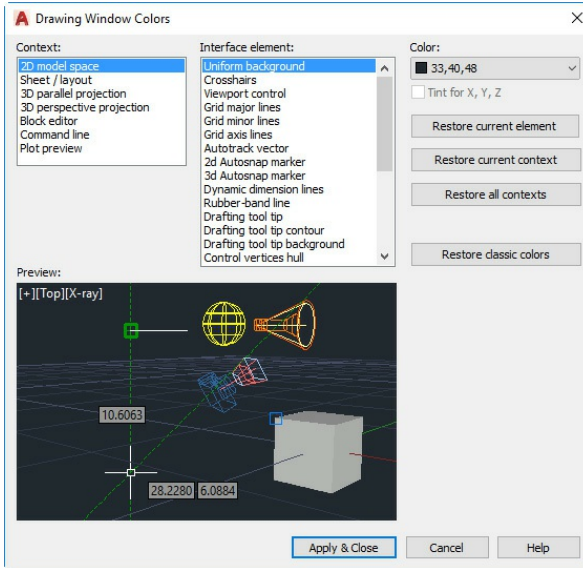 Drawing Window Colors
Context:
2D model space
Sheet / layout
3D parallel projection
3D perspective projection
Block editor
Command line
Plot preview
Interface element:
Uniform background
Crosshairs
Viewport control
Grid major lines
Grid minor lines
Grid axis lines
Autotrack vector
2d Autosnap marker
3d Autosnap marker
Dynamic dimension lines
Rubber-band line
Drafting tool tip
Drafting tool tip contour
Drafting tool tip background
Control vertices hull
Color:
33,40,48
Tint for X, Y, Z
Restore current element
Restore current context
Restore all contexts
Restore classic colors
Preview:
[+][Top][X-ray]
10.6063
28.2280 6.0884
Apply & Close Cancel Help